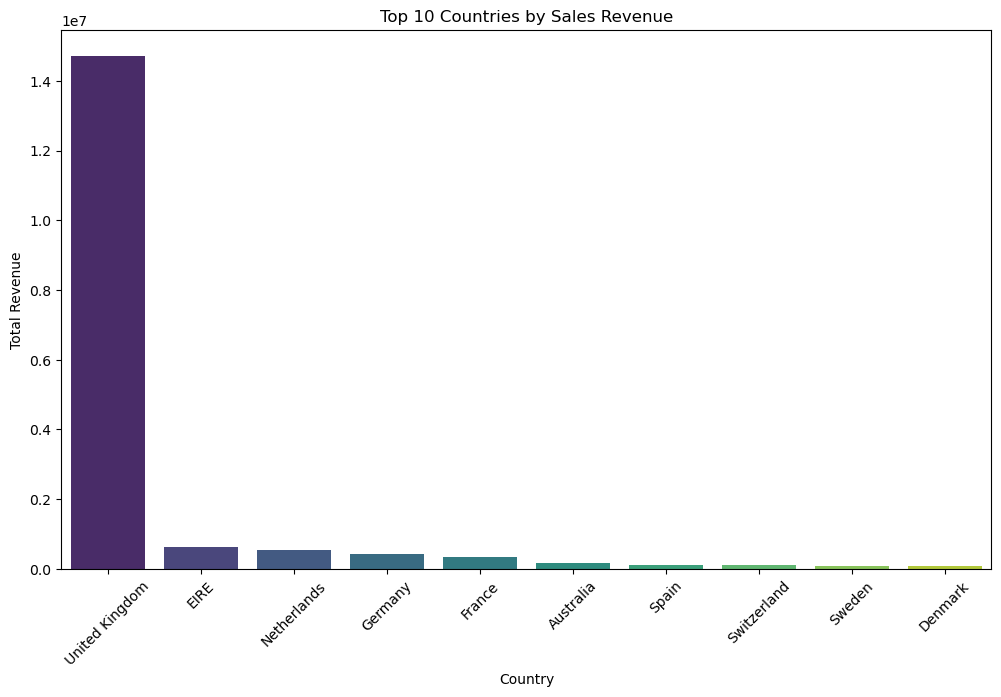 Top 10 Countries by Sales Revenue
1e7
1.4
1.2
1.0
0.8
0.6
0.4
0.2
0.0
Total Revenue
United Kingdom
EIRE
Netherlands
Germany
France
Australia
Spain
Switzerland
Sweden
Denmark
Country